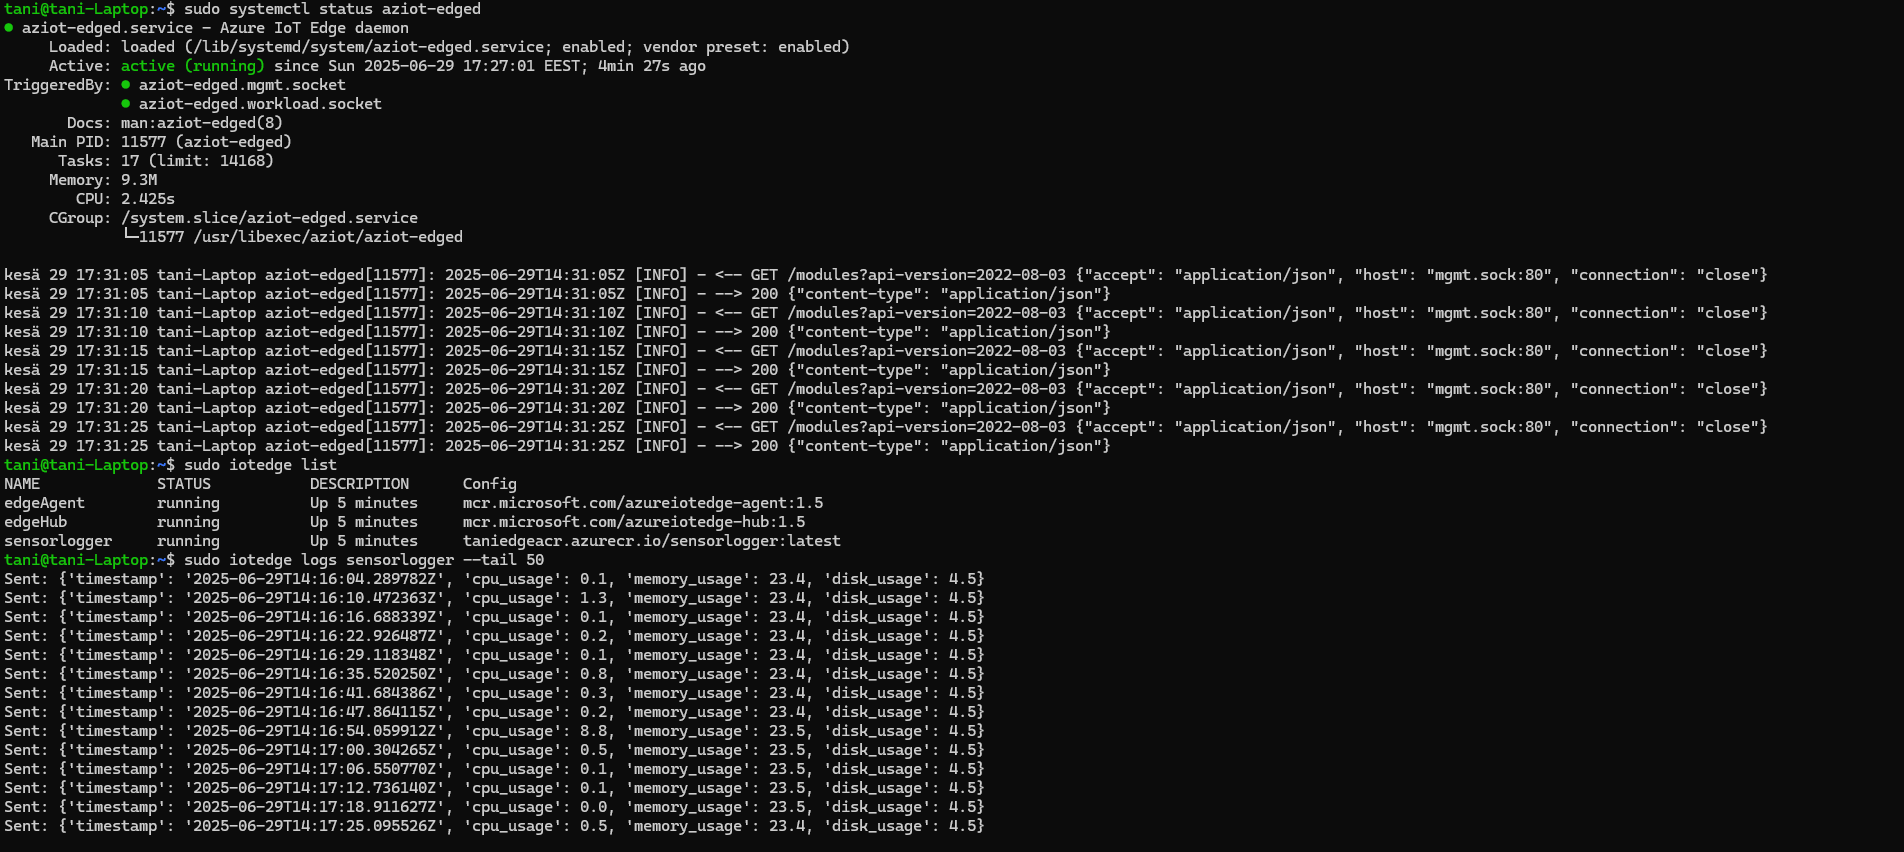 tani@tani-Laptop:~$ sudo systemctl status aziot-edged
● aziot-edged.service - Azure IoT Edge daemon
     Loaded: loaded (/lib/systemd/system/aziot-edged.service; enabled; vendor preset: enabled)
     Active: active (running) since Sun 2025-06-29 17:27:01 EEST; 4min 27s ago
TriggeredBy: ● aziot-edged.mgmt.socket
             ● aziot-edged.workload.socket
       Docs: man:aziot-edged(8)
   Main PID: 11577 (aziot-edged)
      Tasks: 17 (limit: 14168)
     Memory: 9.3M
        CPU: 2.425s
     CGroup: /system.slice/aziot-edged.service
             └─11577 /usr/libexec/aziot/aziot-edged

kesä 29 17:31:05 tani-Laptop aziot-edged[11577]: 2025-06-29T14:31:05Z [INFO] - <-- GET /modules?api-version=2022-08-03 {"accept": "application/json", "host": "mgmt.sock:80", "connection": "close"}
kesä 29 17:31:05 tani-Laptop aziot-edged[11577]: 2025-06-29T14:31:05Z [INFO] - --> 200 {"content-type": "application/json"}
kesä 29 17:31:10 tani-Laptop aziot-edged[11577]: 2025-06-29T14:31:10Z [INFO] - <-- GET /modules?api-version=2022-08-03 {"accept": "application/json", "host": "mgmt.sock:80", "connection": "close"}
kesä 29 17:31:10 tani-Laptop aziot-edged[11577]: 2025-06-29T14:31:10Z [INFO] - --> 200 {"content-type": "application/json"}
kesä 29 17:31:15 tani-Laptop aziot-edged[11577]: 2025-06-29T14:31:15Z [INFO] - <-- GET /modules?api-version=2022-08-03 {"accept": "application/json", "host": "mgmt.sock:80", "connection": "close"}
kesä 29 17:31:15 tani-Laptop aziot-edged[11577]: 2025-06-29T14:31:15Z [INFO] - --> 200 {"content-type": "application/json"}
kesä 29 17:31:20 tani-Laptop aziot-edged[11577]: 2025-06-29T14:31:20Z [INFO] - <-- GET /modules?api-version=2022-08-03 {"accept": "application/json", "host": "mgmt.sock:80", "connection": "close"}
kesä 29 17:31:20 tani-Laptop aziot-edged[11577]: 2025-06-29T14:31:20Z [INFO] - --> 200 {"content-type": "application/json"}
kesä 29 17:31:25 tani-Laptop aziot-edged[11577]: 2025-06-29T14:31:25Z [INFO] - <-- GET /modules?api-version=2022-08-03 {"accept": "application/json", "host": "mgmt.sock:80", "connection": "close"}
kesä 29 17:31:25 tani-Laptop aziot-edged[11577]: 2025-06-29T14:31:25Z [INFO] - --> 200 {"content-type": "application/json"}
tani@tani-Laptop:~$ sudo iotedge list
NAME             STATUS           DESCRIPTION      Config
edgeAgent        running          Up 5 minutes     mcr.microsoft.com/azureiotedge-agent:1.5
edgeHub          running          Up 5 minutes     mcr.microsoft.com/azureiotedge-hub:1.5
sensorlogger     running          Up 5 minutes     taniedgeacr.azurecr.io/sensorlogger:latest
tani@tani-Laptop:~$ sudo iotedge logs sensorlogger --tail 50
Sent: {'timestamp': '2025-06-29T14:16:04.289782Z', 'cpu_usage': 0.1, 'memory_usage': 23.4, 'disk_usage': 4.5}
Sent: {'timestamp': '2025-06-29T14:16:10.472363Z', 'cpu_usage': 1.3, 'memory_usage': 23.4, 'disk_usage': 4.5}
Sent: {'timestamp': '2025-06-29T14:16:16.688339Z', 'cpu_usage': 0.1, 'memory_usage': 23.4, 'disk_usage': 4.5}
Sent: {'timestamp': '2025-06-29T14:16:22.926487Z', 'cpu_usage': 0.2, 'memory_usage': 23.4, 'disk_usage': 4.5}
Sent: {'timestamp': '2025-06-29T14:16:29.118348Z', 'cpu_usage': 0.1, 'memory_usage': 23.4, 'disk_usage': 4.5}
Sent: {'timestamp': '2025-06-29T14:16:35.520250Z', 'cpu_usage': 0.8, 'memory_usage': 23.4, 'disk_usage': 4.5}
Sent: {'timestamp': '2025-06-29T14:16:41.684386Z', 'cpu_usage': 0.3, 'memory_usage': 23.4, 'disk_usage': 4.5}
Sent: {'timestamp': '2025-06-29T14:16:47.864115Z', 'cpu_usage': 0.2, 'memory_usage': 23.4, 'disk_usage': 4.5}
Sent: {'timestamp': '2025-06-29T14:16:54.059912Z', 'cpu_usage': 8.8, 'memory_usage': 23.5, 'disk_usage': 4.5}
Sent: {'timestamp': '2025-06-29T14:17:00.304265Z', 'cpu_usage': 0.5, 'memory_usage': 23.5, 'disk_usage': 4.5}
Sent: {'timestamp': '2025-06-29T14:17:06.550770Z', 'cpu_usage': 0.1, 'memory_usage': 23.5, 'disk_usage': 4.5}
Sent: {'timestamp': '2025-06-29T14:17:12.736140Z', 'cpu_usage': 0.1, 'memory_usage': 23.5, 'disk_usage': 4.5}
Sent: {'timestamp': '2025-06-29T14:17:18.911627Z', 'cpu_usage': 0.0, 'memory_usage': 23.5, 'disk_usage': 4.5}
Sent: {'timestamp': '2025-06-29T14:17:25.095526Z', 'cpu_usage': 0.5, 'memory_usage': 23.4, 'disk_usage': 4.5}